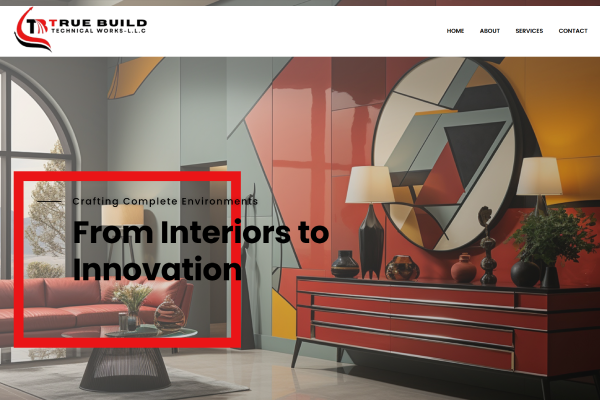 TRUE BUILD
TECHNICAL WORKS-L.L.C
HOME ABOUT SERVICES CONTACT
Crafting Complete Environments
From Interiors to
Innovation